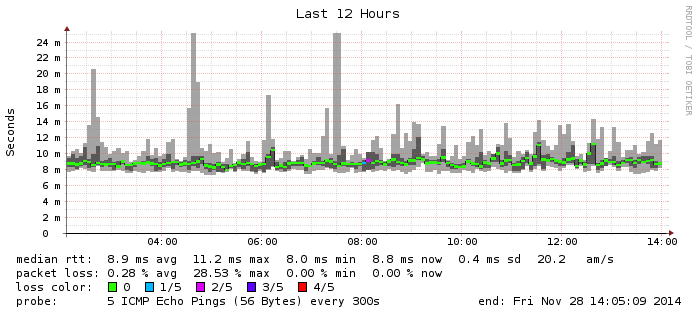 Last 12 Hours
RRDTOOL / TOBI OETIKER
Seconds
24 m
22 m
20 m
18 m
16 m
14 m
12 m
10 m
8 m
6 m
4 m
2 m
0
04:00 06:00 08:00 10:00 12:00 14:00
median rtt: 8.9 ms avg 11.2 ms max 8.0 ms min 8.8 ms now 0.4 ms sd 20.2 am/s
packet loss: 0.28 % avg 28.53 % max 0.00 % min 0.00 % now
loss color: 0 1/5 2/5 3/5 4/5
probe: 5 ICMP Echo Pings (56 Bytes) every 300s end: Fri Nov 28 14:05:09 2014